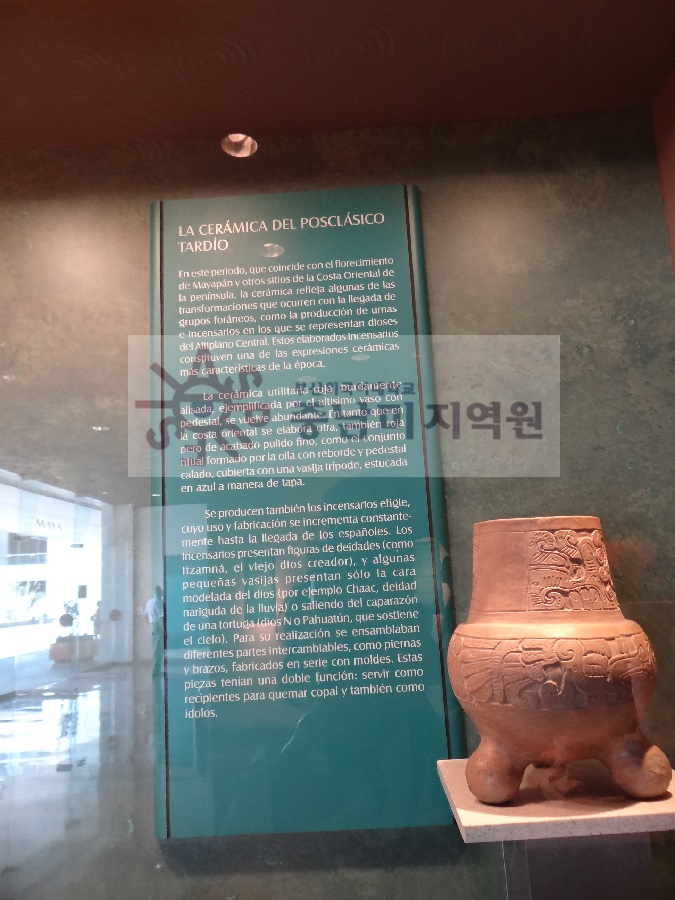 LA CERÁMICA DEL POSCLÁSICO
TARDÍO
En este periodo, que coincide con el florecimiento
de Mayapán y otros sitios de la Costa Oriental de
la península, la cerámica refleja algunas de las
transformaciones que ocurren con la llegada de
grupos foráneos, como la producción de urnas
e incensarios en los que se representan dioses
del Altiplano Central. Estos elaborados incensarios
constituyen una de las expresiones cerámicas
más características de la época.
La cerámica utilitaria roja, burdamente
alisada, ejemplificada por el altísimo vaso con
pedestal, se vuelve abundante. En tanto que en
la costa oriental se elabora otra, también roja
pero de acabado pulido fino, como el conjunto
ritual formado por la olla con reborde y pedestal
calado, cubierta con una vasija trípode, estucada
en azul a manera de tapa.
Se producen también los incensarios efigie,
cuyo uso y fabricación se incrementa constante-
mente hasta la llegada de los españoles. Los
incensarios presentan figuras de deidades (como
Itzamná, el viejo dios creador), y algunas
pequeñas vasijas presentan sólo la cara
modelada del dios (por ejemplo Chaac, deidad
nariguda de la lluvia) o saliendo del caparazón
de una tortuga (dios N o Pahuatún, que sostiene
el cielo). Para su realización se ensamblaban
diferentes partes intercambiables, como piernas
y brazos, fabricados en serie con moldes. Estas
piezas tenían una doble función: servir como
recipientes para quemar copal y también como
ídolos.
MAYA
중남미지역원